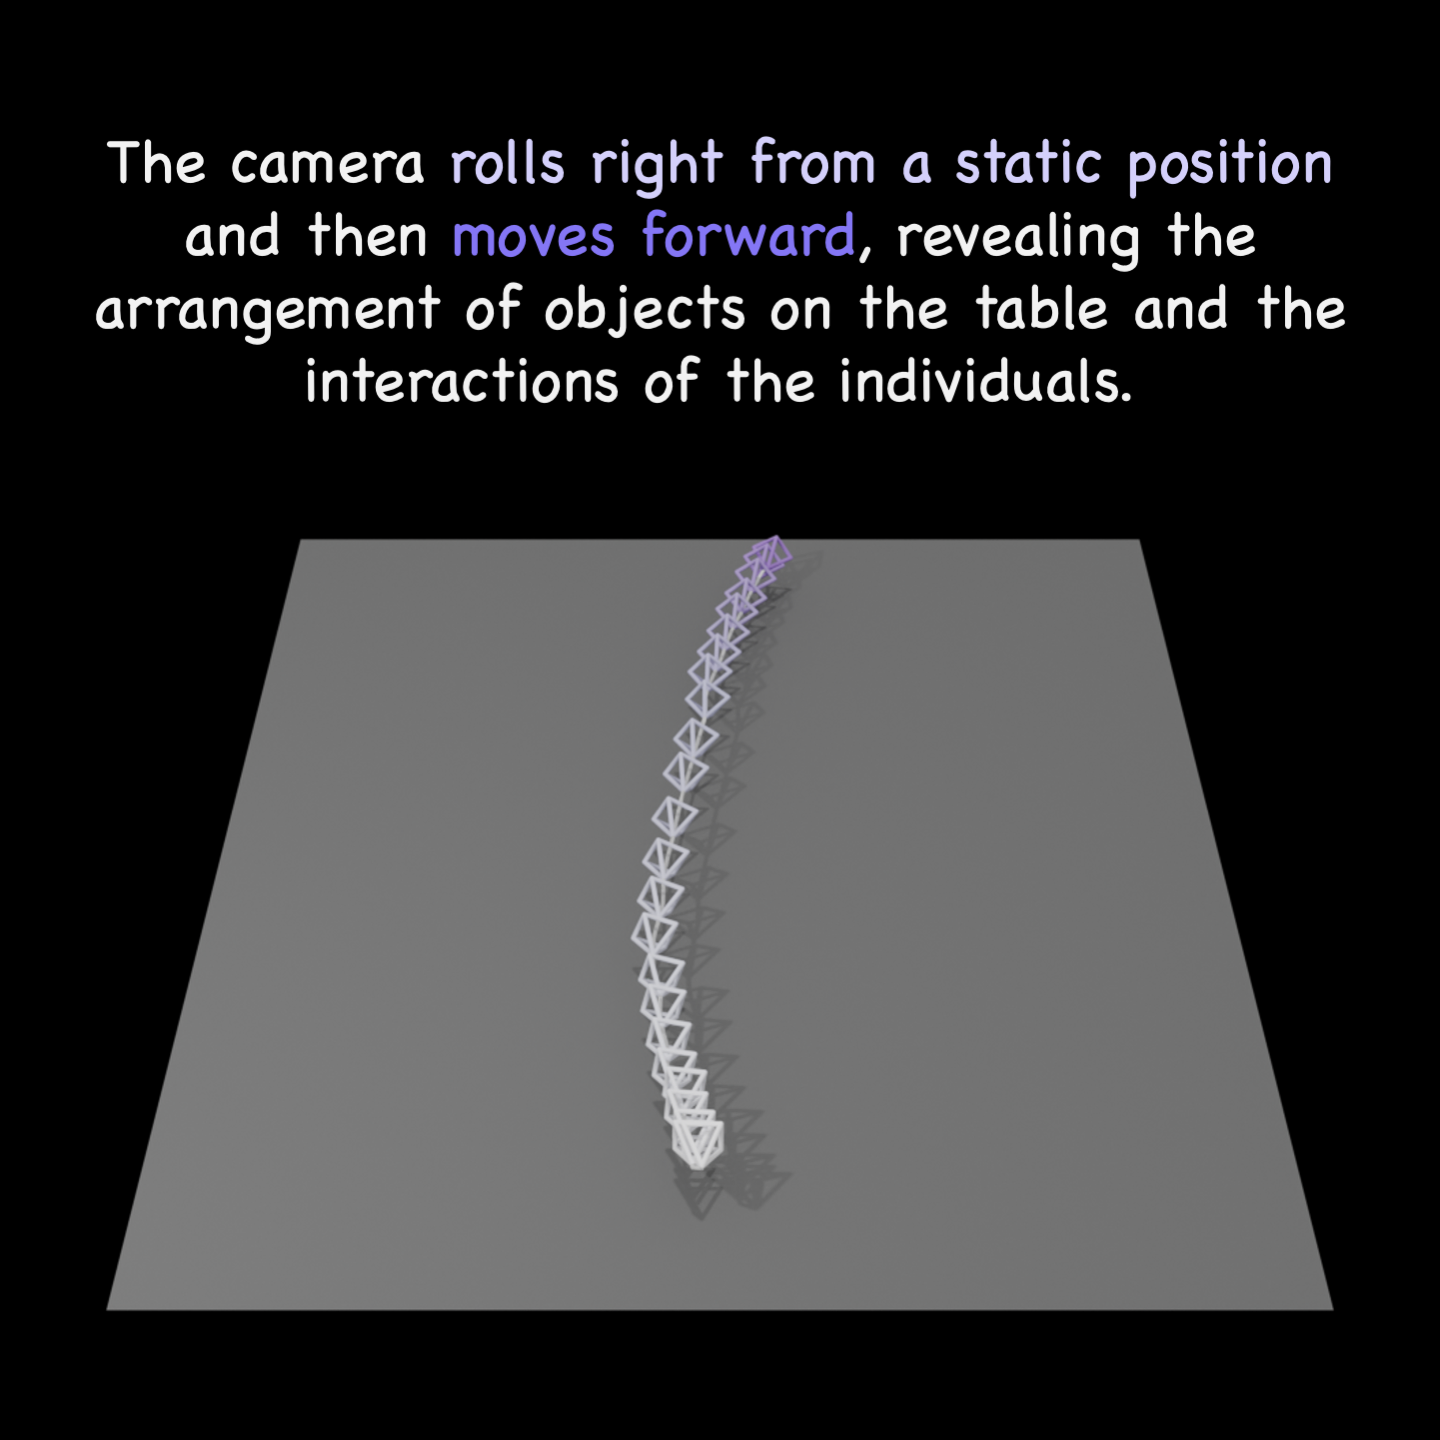 The camera rolls right from a static position
and then moves forward, revealing the
arrangement of objects on the table and the
interactions of the individuals.